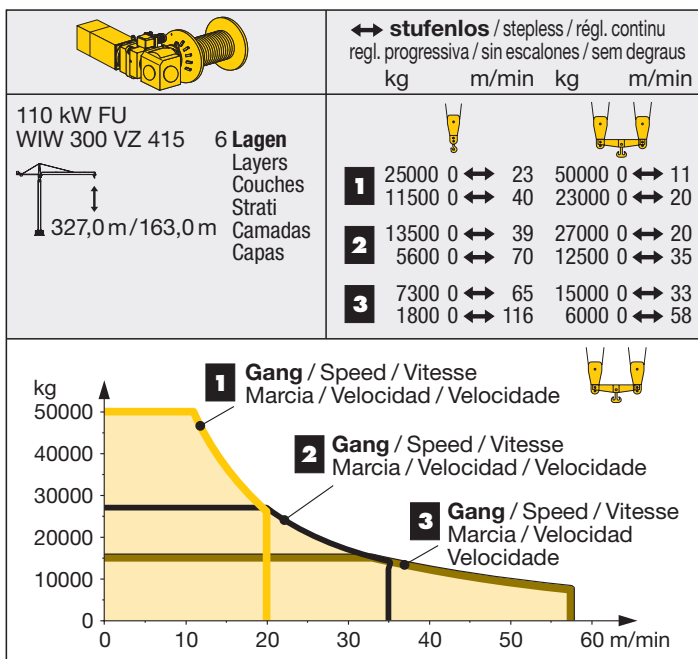 stufenlos / stepless / régl. continu
regl. progressiva / sin escalones / sem degraus
kg m/min kg m/min
110 kW FU
WIW 300 VZ 415 6 Lagen
Layers
Couches
Strati
Camadas
Capas
327,0 m / 163,0 m
1 25000 0 ↔ 23 50000 0 ↔ 11
11500 0 ↔ 40 23000 0 ↔ 20
2 13500 0 ↔ 39 27000 0 ↔ 20
5600 0 ↔ 70 12500 0 ↔ 35
3 7300 0 ↔ 65 15000 0 ↔ 33
1800 0 ↔ 116 6000 0 ↔ 58
1 Gang / Speed / Vitesse
Marcia / Velocidad / Velocidade
2 Gang / Speed / Vitesse
Marcia / Velocidad / Velocidade
3 Gang / Speed / Vitesse
Marcia / Velocidad
Velocidade
kg
50000
40000
30000
20000
10000
0
0 10 20 30 40 50 60 m/min